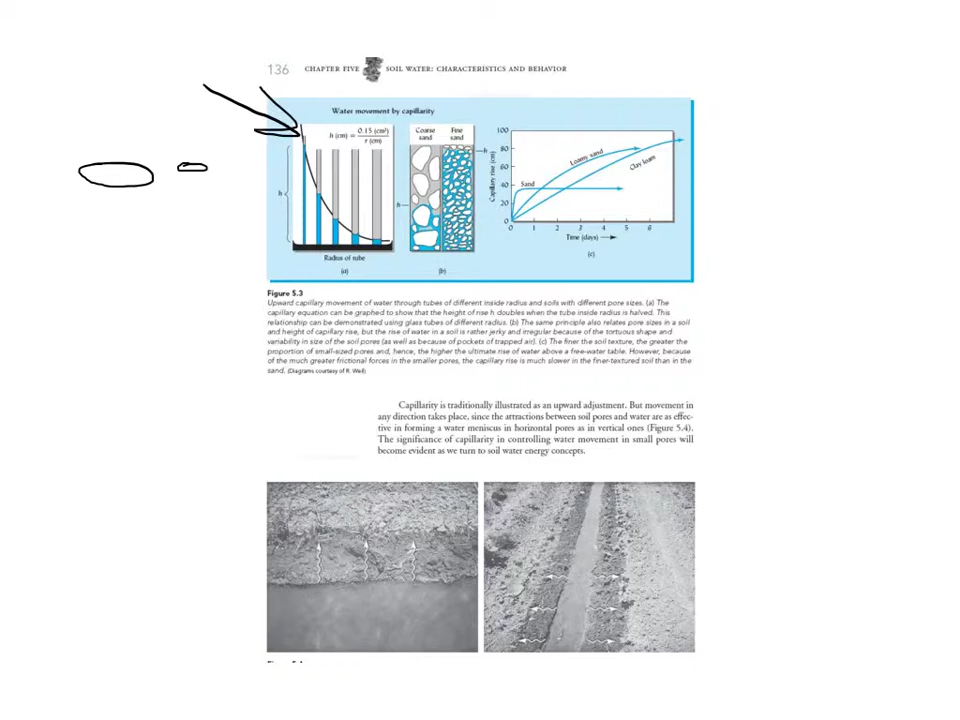 136 CHAPTER FIVE SOIL WATER: CHARACTERISTICS AND BEHAVIOR
Water movement by capillarity
h (cm) = 0.15 (cm²)
r (cm)
h
Radius of tube
(a)
Coarse sand
Fine sand
h
h
(b)
Capillary rise (cm)
100
80
60
40
20
0
Loamy sand
Clay loam
Sand
0 1 2 3 4 5 6
Time (days)
(c)
Figure 5.3
Upward capillary movement of water through tubes of different inside radius and soils with different pore sizes. (a) The
capillary equation can be graphed to show that the height of rise h doubles when the tube inside radius is halved. This
relationship can be demonstrated using glass tubes of different radius. (b) The same principle also relates pore sizes in a soil
and height of capillary rise, but the rise of water in a soil is rather jerky and irregular because of the tortuous shape and
variability in size of the soil pores (as well as because of pockets of trapped air). (c) The finer the soil texture, the greater the
proportion of small-sized pores and, hence, the higher the ultimate rise of water above a free-water table. However, because
of the much greater frictional forces in the smaller pores, the capillary rise is much slower in the finer-textured soil than in the
sand. (Diagrams courtesy of R. Weil)
Capillarity is traditionally illustrated as an upward adjustment. But movement in
any direction takes place, since the attractions between soil pores and water are as effec-
tive in forming a water meniscus in horizontal pores as in vertical ones (Figure 5.4).
The significance of capillarity in controlling water movement in small pores will
become evident as we turn to soil water energy concepts.